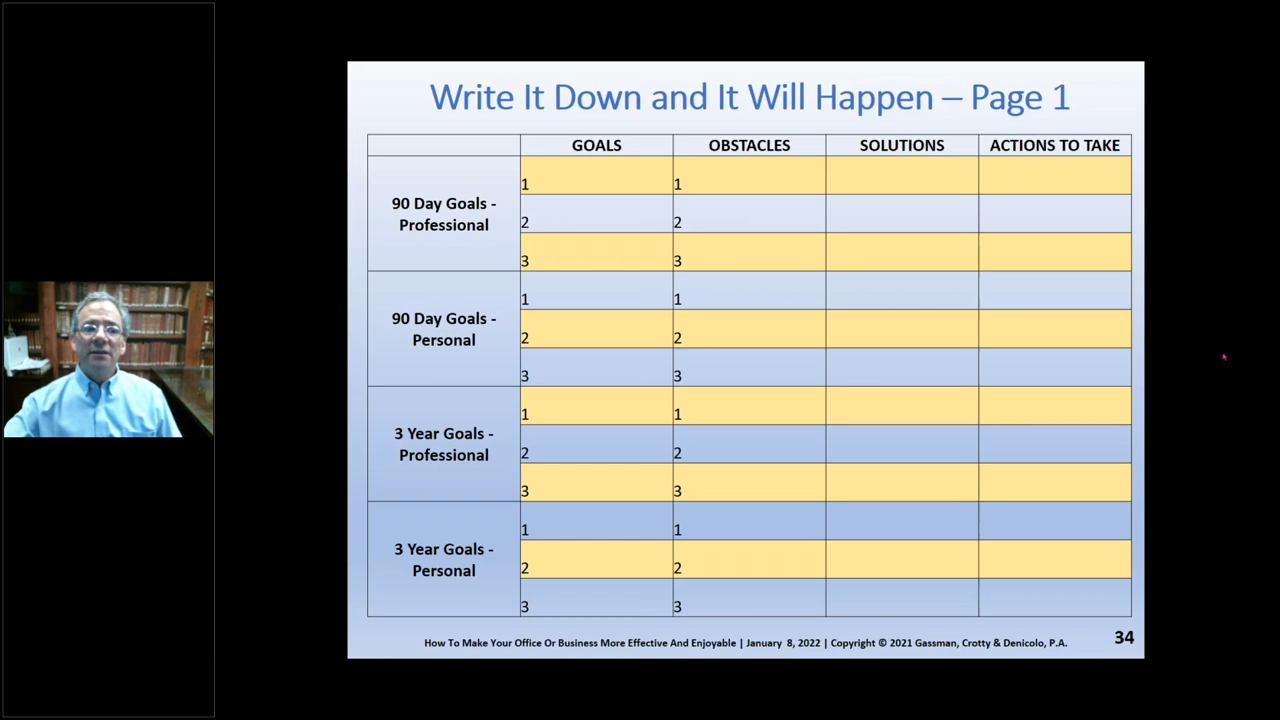 Write It Down and It Will Happen – Page 1
GOALS OBSTACLES SOLUTIONS ACTIONS TO TAKE
90 Day Goals -
Professional
1 1
2 2
3 3
90 Day Goals -
Personal
1 1
2 2
3 3
3 Year Goals -
Professional
1 1
2 2
3 3
3 Year Goals -
Personal
1 1
2 2
3 3
How To Make Your Office Or Business More Effective And Enjoyable | January 8, 2022 | Copyright © 2021 Gassman, Crotty & Denicolo, P.A.
34